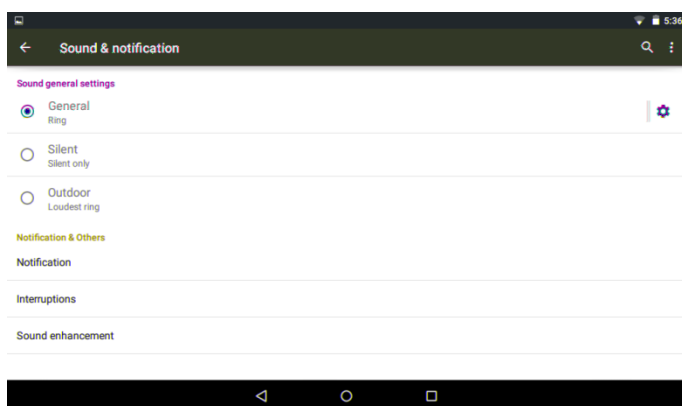 5:36
Sound & notification
Sound general settings
General
Ring
Silent
Silent only
Outdoor
Loudest ring
Notification & Others
Notification
Interruptions
Sound enhancement